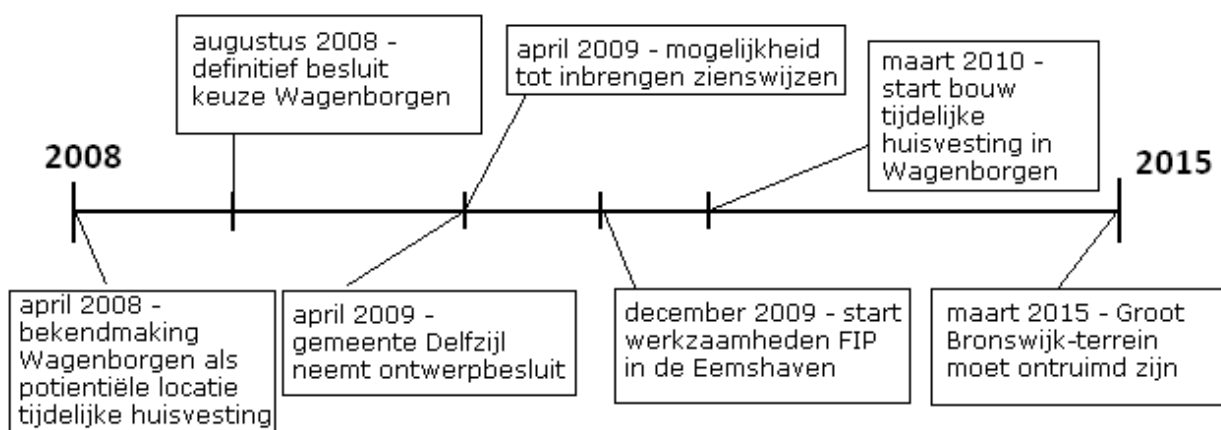 augustus 2008 -
definitief besluit
keuze Wagenborgen
april 2009 - mogelijkheid
tot inbrengen zienswijzen
maart 2010 -
start bouw
tijdelijke
huisvesting in
Wagenborgen
2008
2015
april 2008 -
bekendmaking
Wagenborgen als
potientiële locatie
tijdelijke huisvesting
april 2009 -
gemeente Delfzijl
neemt ontwerpbesluit
december 2009 - start
werkzaamheden FIP
in de Eemshaven
maart 2015 - Groot
Bronswijk-terrein
moet ontruimd zijn